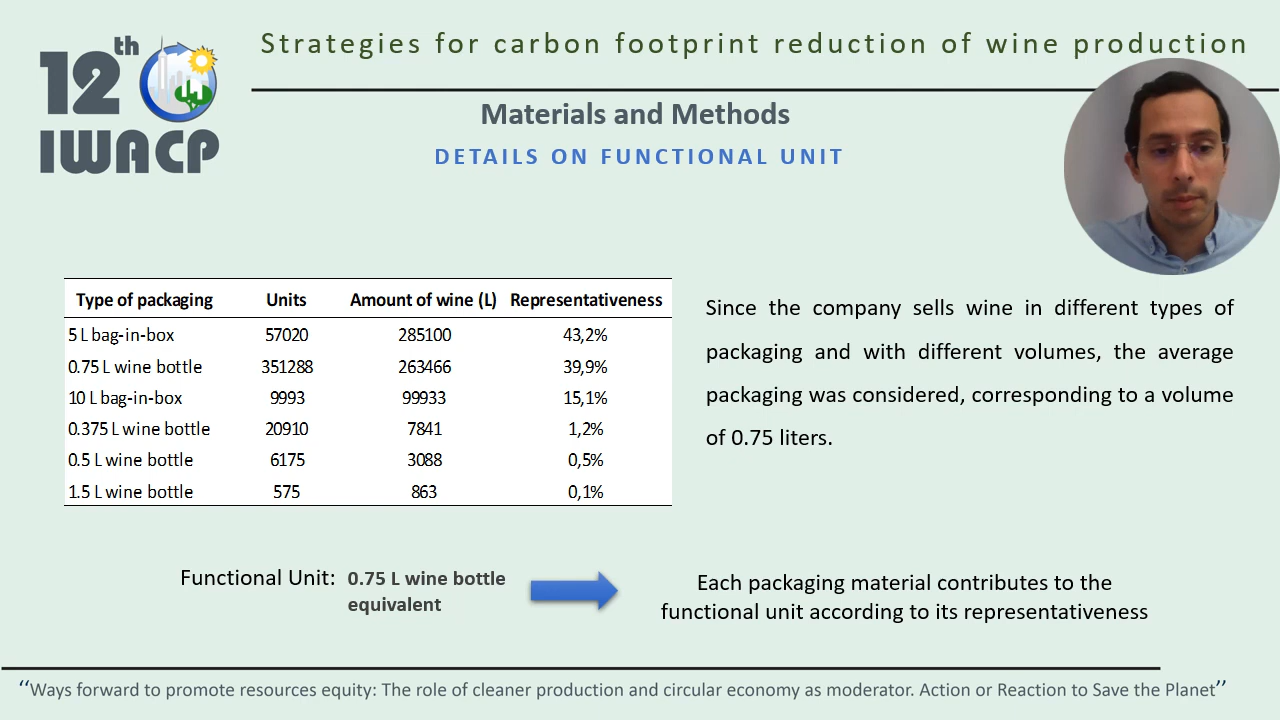 12th
IWACP
Strategies for carbon footprint reduction of wine production
Materials and Methods
DETAILS ON FUNCTIONAL UNIT
Type of packaging Units Amount of wine (L) Representativeness
5 L bag-in-box 57020 285100 43,2%
0.75 L wine bottle 351288 263466 39,9%
10 L bag-in-box 9993 99933 15,1%
0.375 L wine bottle 20910 7841 1,2%
0.5 L wine bottle 6175 3088 0,5%
1.5 L wine bottle 575 863 0,1%
Since the company sells wine in different types of
packaging and with different volumes, the average
packaging was considered, corresponding to a volume
of 0.75 liters.
Functional Unit: 0.75 L wine bottle
equivalent
Each packaging material contributes to the
functional unit according to its representativeness
“Ways forward to promote resources equity: The role of cleaner production and circular economy as moderator. Action or Reaction to Save the Planet”